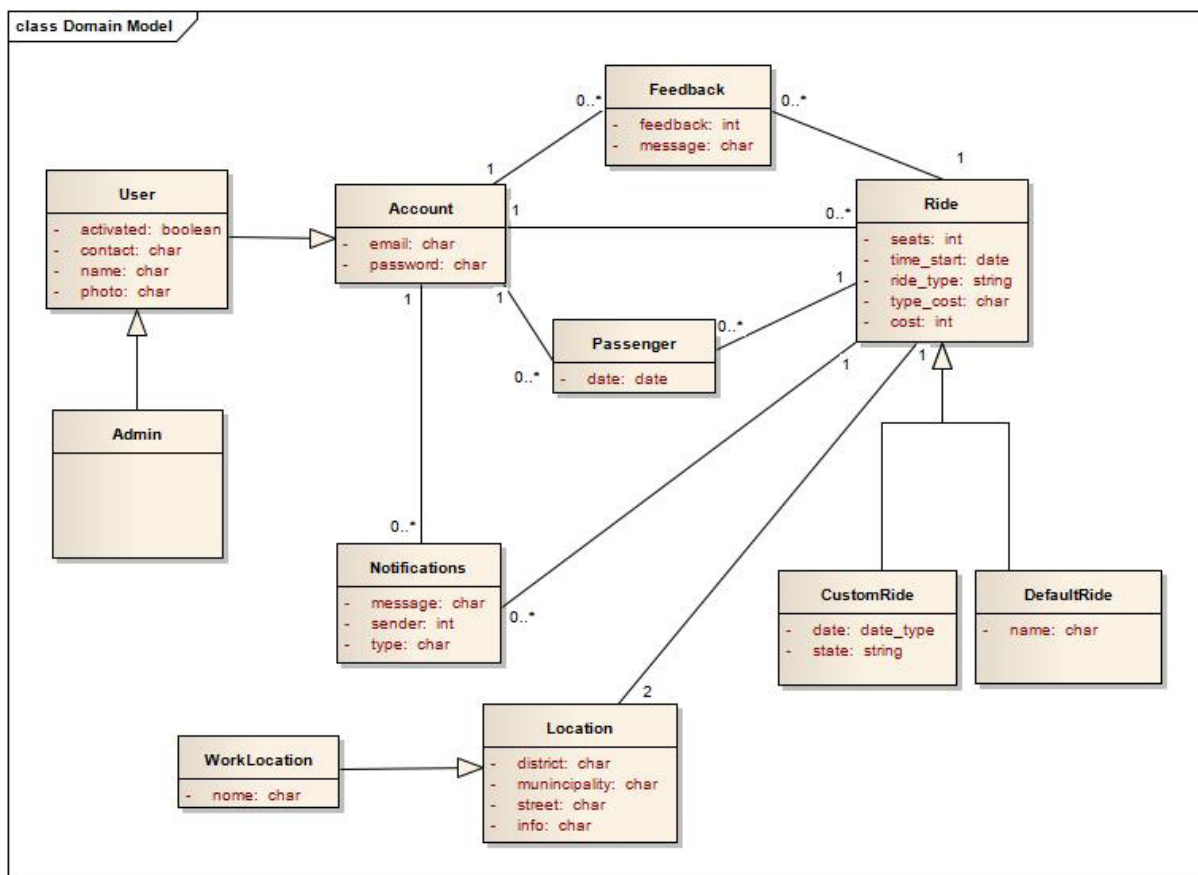 class Domain Model
Feedback
- feedback: int
- message: char
0..*
0..*
1
1
User
- activated: boolean
- contact: char
- name: char
- photo: char
Account
- email: char
- password: char
1
0..*
Ride
- seats: int
- time_start: date
- ride_type: string
- type_cost: char
- cost: int
1
1
1
0..*
Passenger
- date: date
0..*
1
1
Admin
0..*
Notifications
- message: char
- sender: int
- type: char
0..*
CustomRide
- date: date_type
- state: string
DefaultRide
- name: char
2
Location
- district: char
- munincipality: char
- street: char
- info: char
WorkLocation
- nome: char